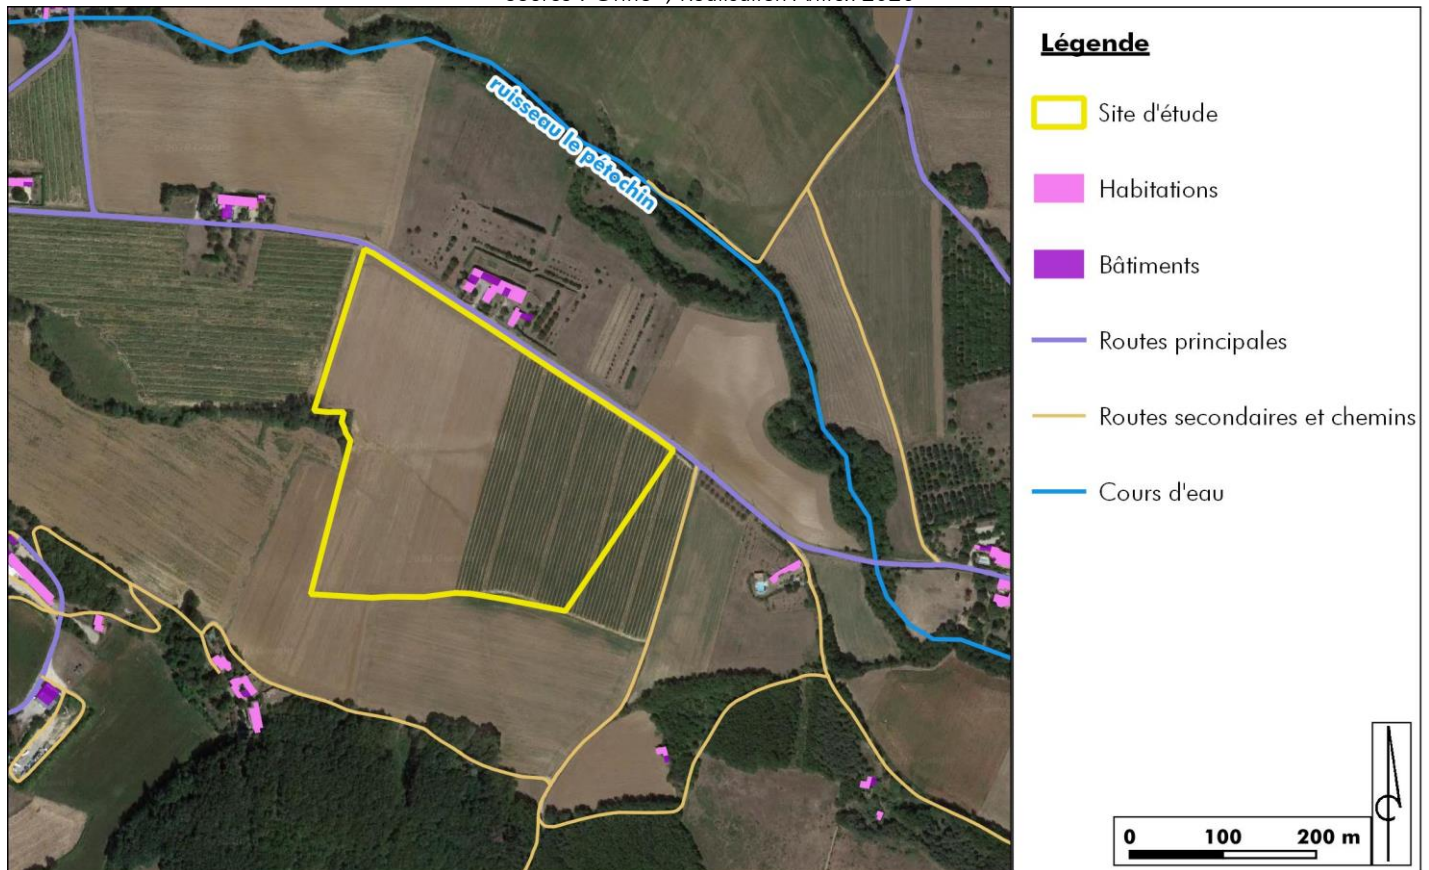 ruisseau le pétochin
Légende
Site d'étude
Habitations
Bâtiments
Routes principales
Routes secondaires et chemins
Cours d'eau
0 100 200 m